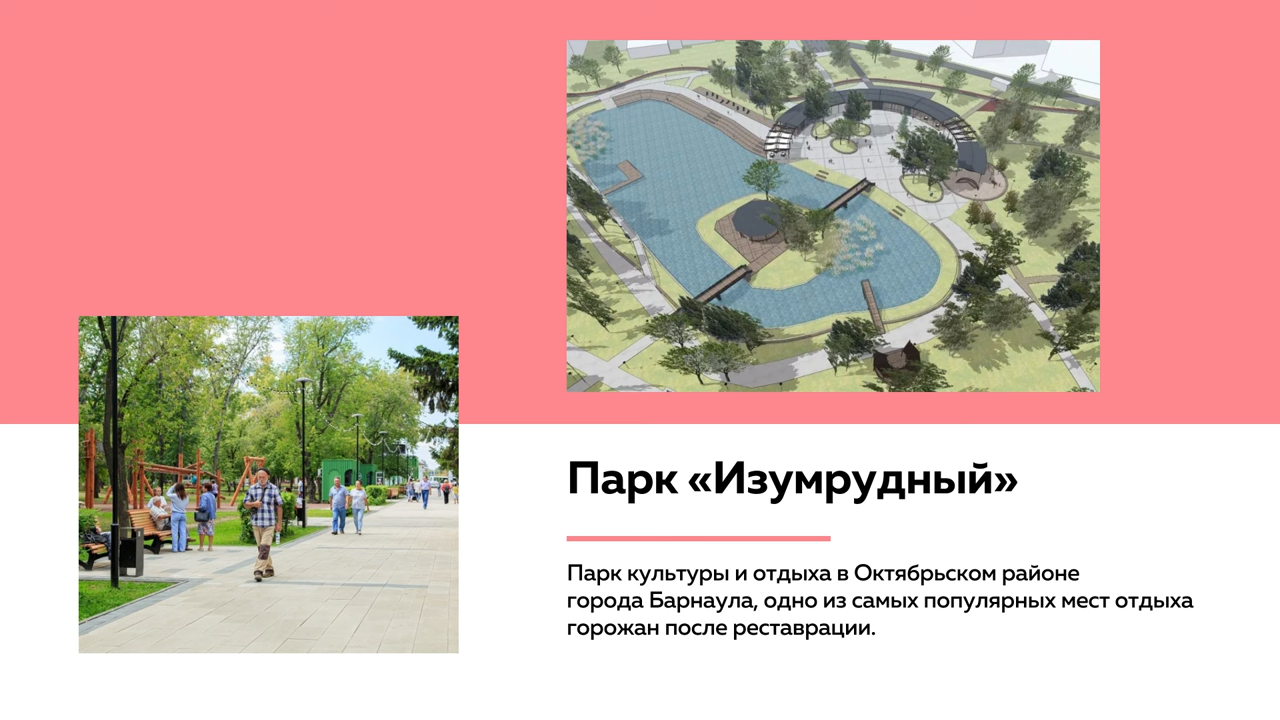 Парк «Изумрудный»
Парк культуры и отдыха в Октябрьском районе
города Барнаула, одно из самых популярных мест отдыха
горожан после реставрации.